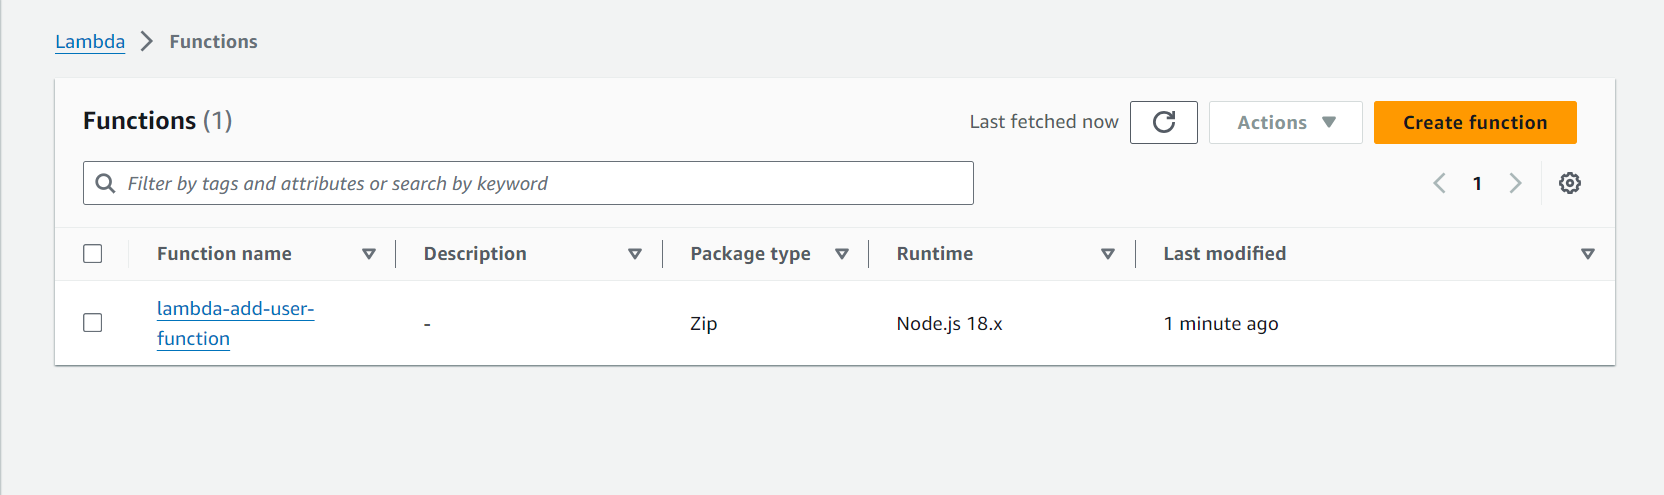 Lambda > Functions
Functions (1) Last fetched now Actions Create function
Filter by tags and attributes or search by keyword 1
Function name Description Package type Runtime Last modified
lambda-add-user-
function - Zip Node.js 18.x 1 minute ago